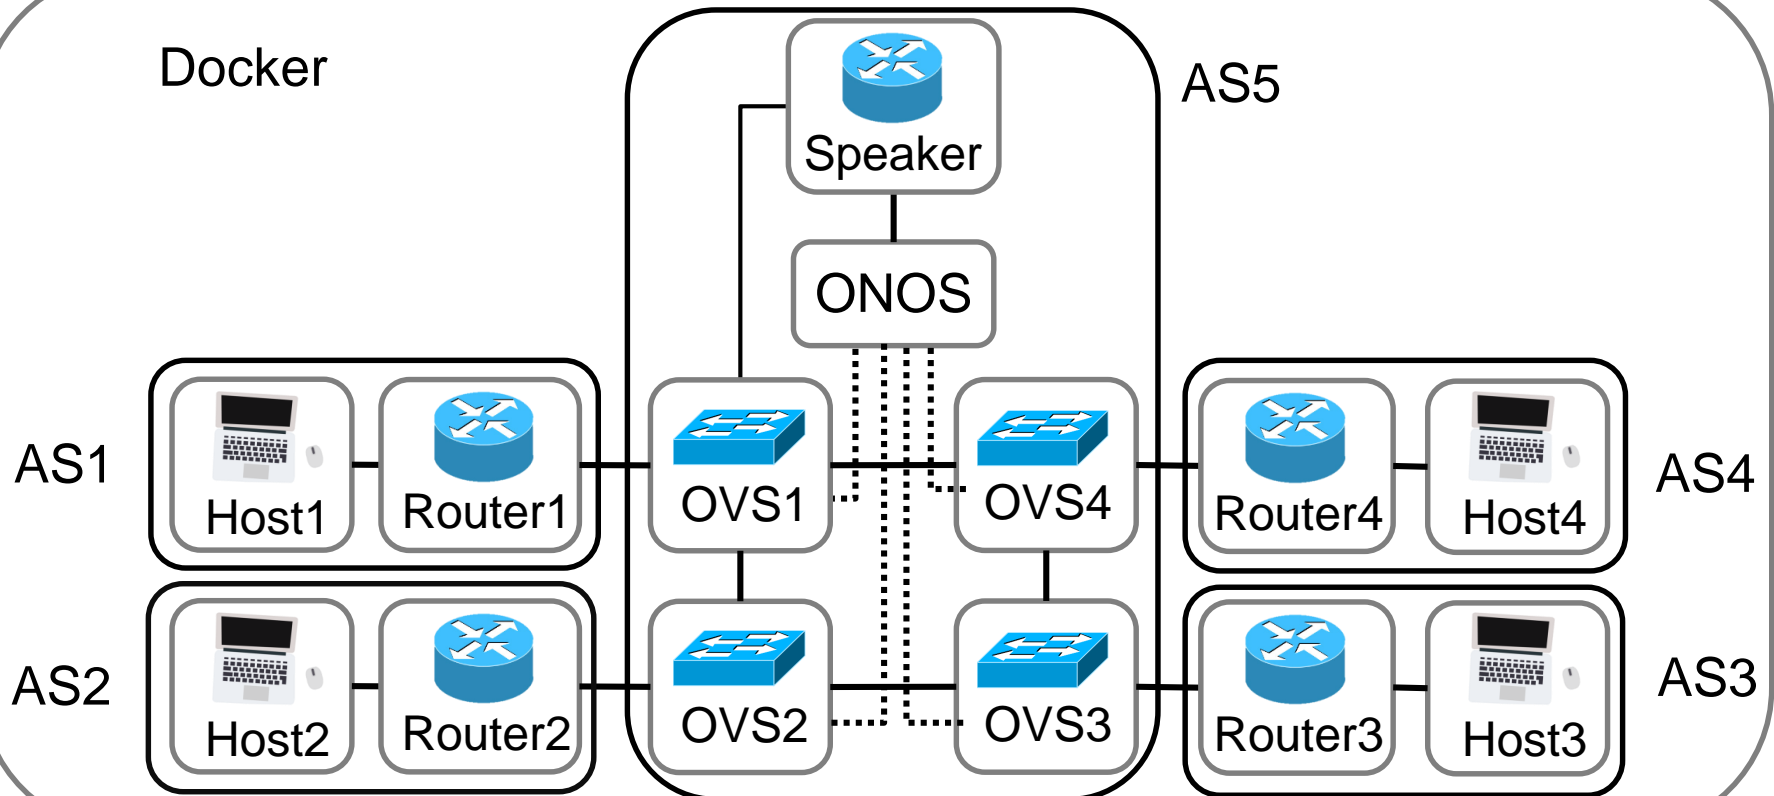 Docker
AS5
Speaker
ONOS
AS1
Host1
Router1
OVS1
OVS4
Router4
Host4
AS4
AS2
Host2
Router2
OVS2
OVS3
Router3
Host3
AS3